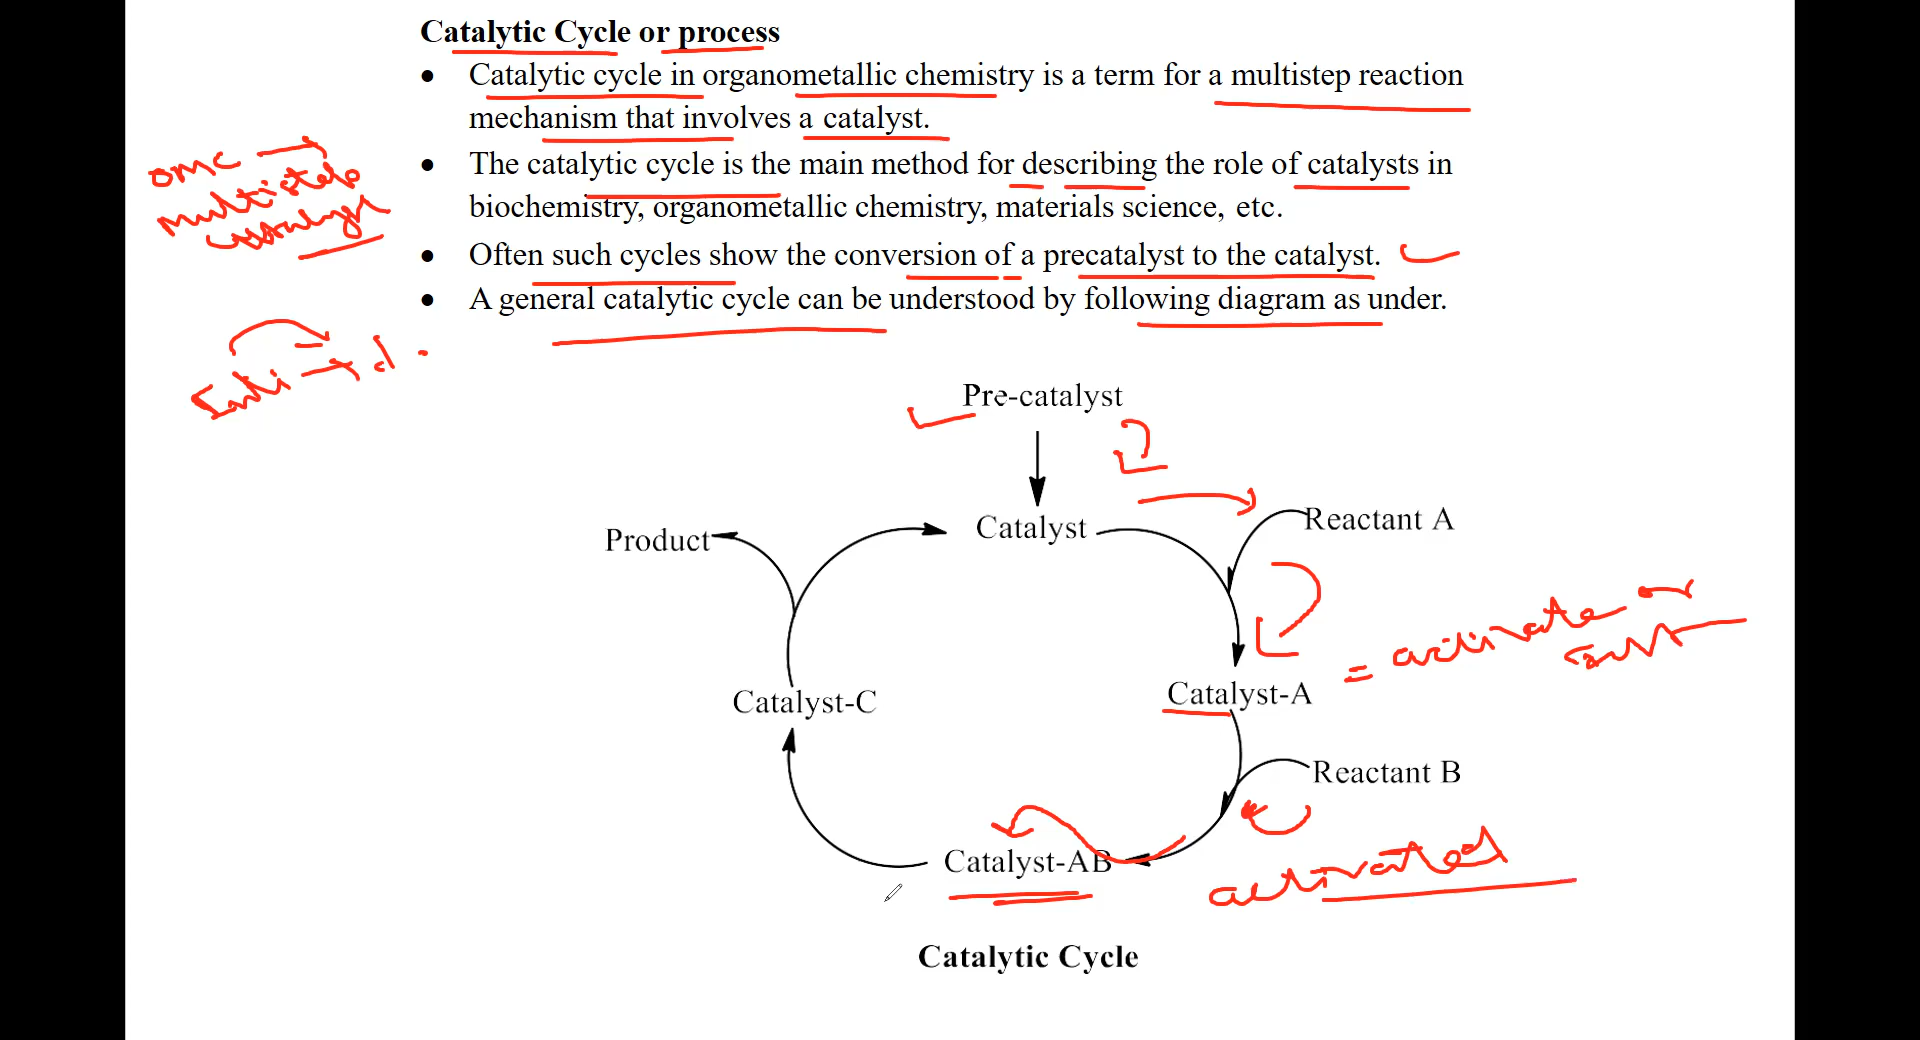 Catalytic Cycle or process
● Catalytic cycle in organometallic chemistry is a term for a multistep reaction
mechanism that involves a catalyst.
● The catalytic cycle is the main method for describing the role of catalysts in
biochemistry, organometallic chemistry, materials science, etc.
● Often such cycles show the conversion of a precatalyst to the catalyst.
● A general catalytic cycle can be understood by following diagram as under.
OMC →
multistep
Pre-catalyst
Catalyst
Reactant A
Product
Catalyst-C
Catalyst-A
= activate
Reactant B
Catalyst-AB
activated
Catalytic Cycle